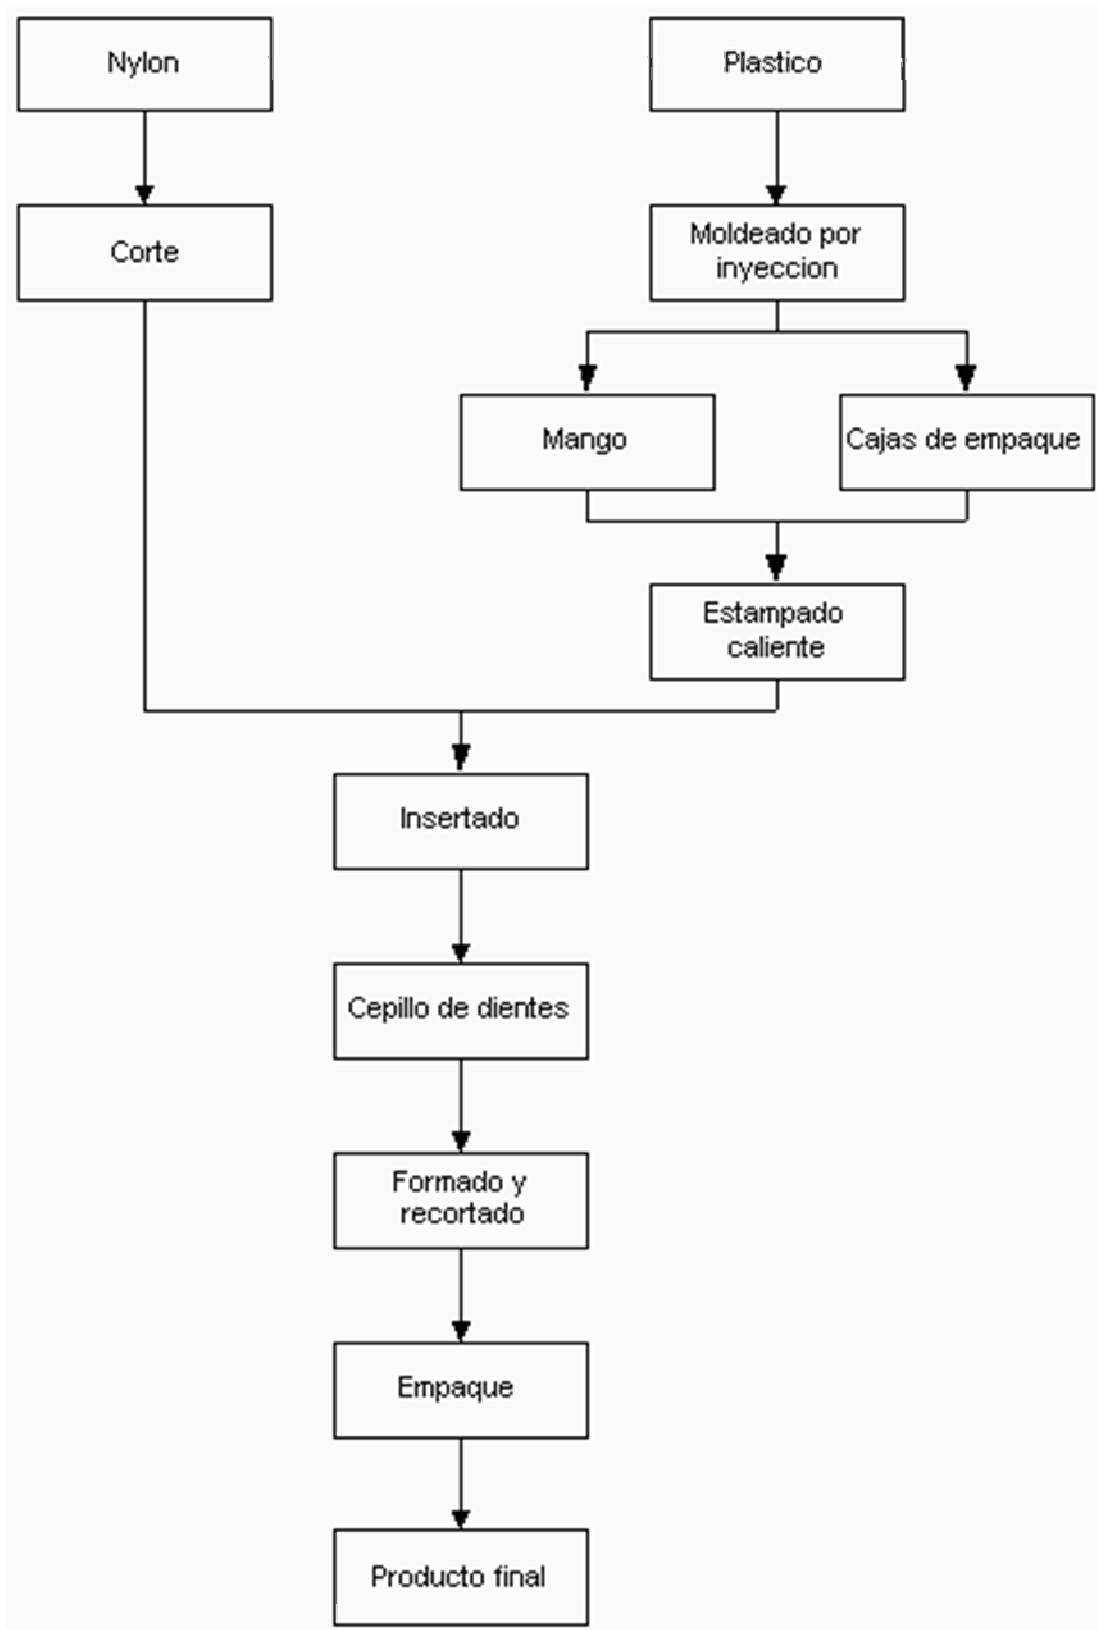 Nylon
Plastico
Corte
Moldeado por
inyeccion
Mango
Cajas de empaque
Estampado
caliente
Insertado
Cepillo de dientes
Formado y
recortado
Empaque
Producto final